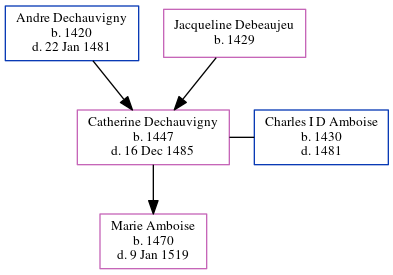 Andre Dechauvigny
b. 1420
d. 22 Jan 1481
Jacqueline Debeaujeu
b. 1429
Catherine Dechauvigny
b. 1447
d. 16 Dec 1485
Charles I D Amboise
b. 1430
d. 1481
Marie Amboise
b. 1470
d. 9 Jan 1519